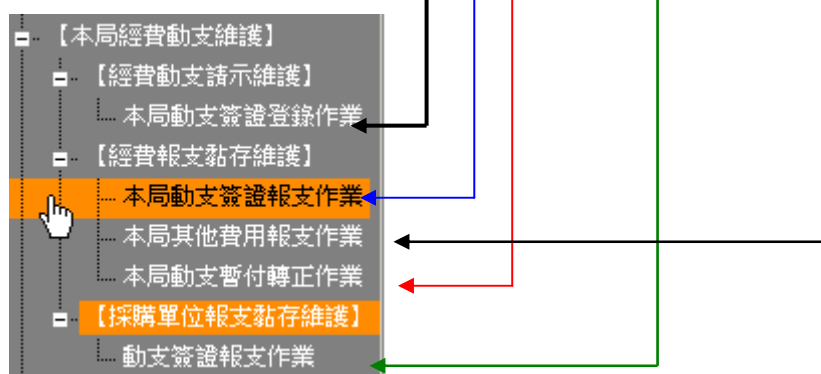 【本局經費動支維護】
【經費動支請示維護】
本局動支簽證登錄作業
【經費報支黏存維護】
本局動支簽證報支作業
本局其他費用報支作業
本局動支暫付轉正作業
【採購單位報支黏存維護】
動支簽證報支作業